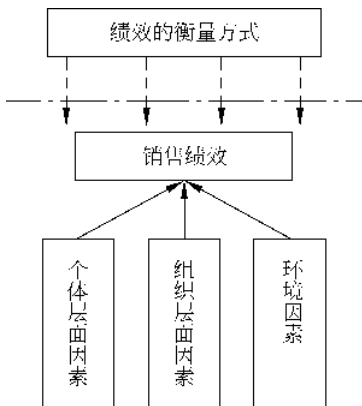 绩效的衡量方式
销售绩效
个体层面因素
组织层面因素
环境因素